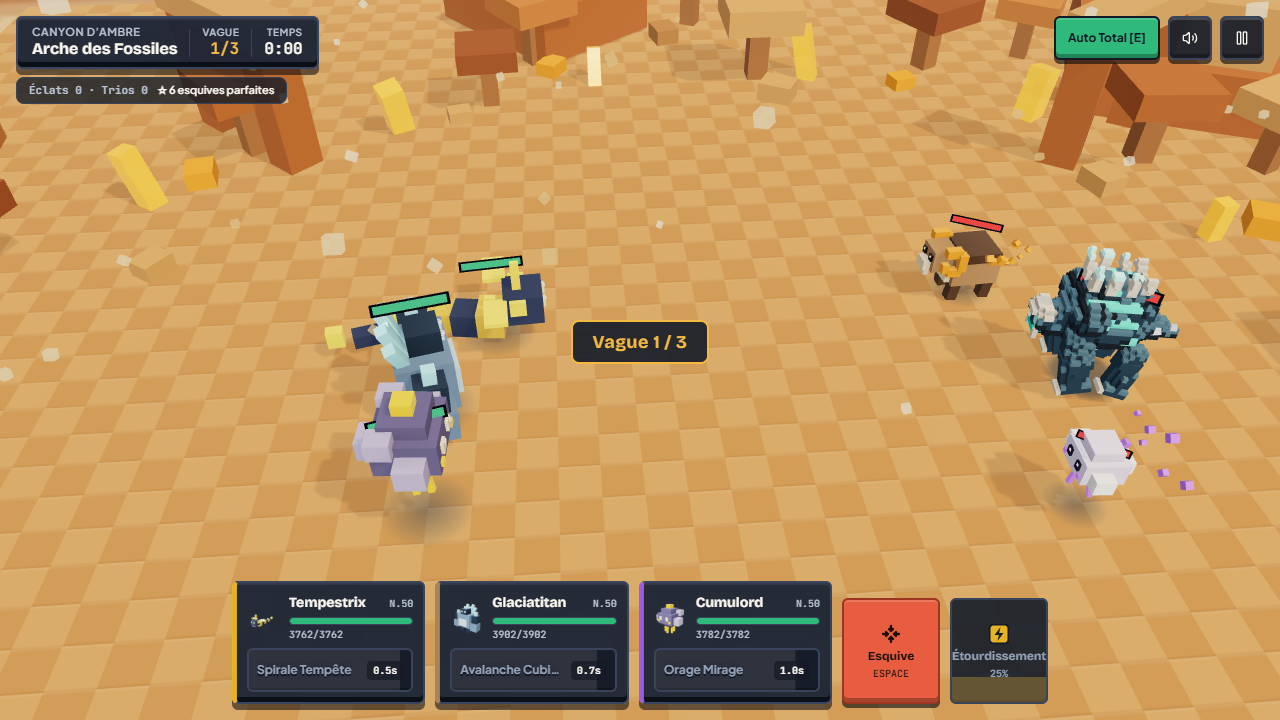 CANYON D'AMBRE
Arche des Fossiles
VAGUE
1/3
TEMPS
0:00
Éclats 0 · Trios 0 ★ 6 esquives parfaites
Auto Total [E]
Vague 1 / 3
Tempestrix N.50
3762/3762
Spirale Tempête 0.5s
Glaciatitan N.50
3902/3902
Avalanche Cubi... 0.7s
Cumulord N.50
3782/3782
Orage Mirage 1.0s
Esquive
ESPACE
Étourdissement
25%